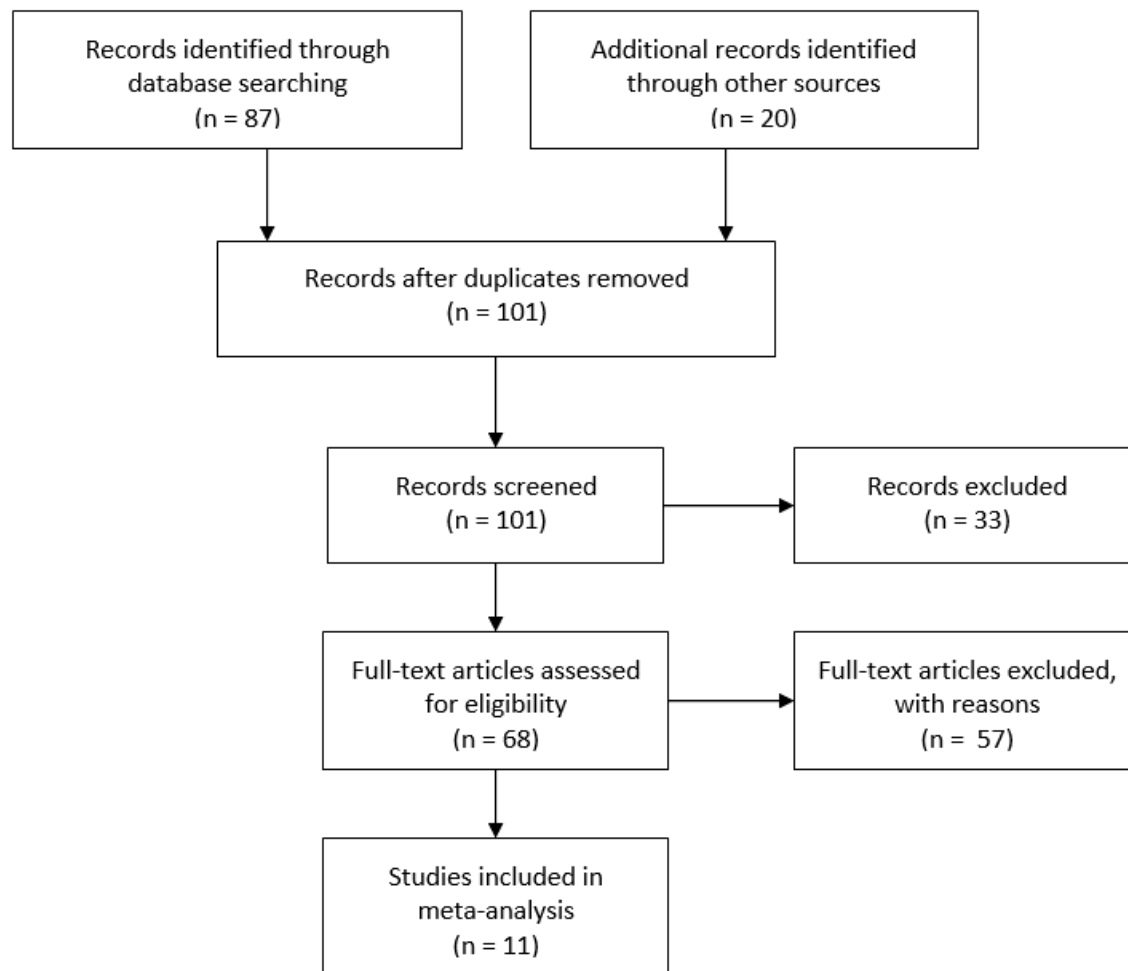 Records identified through
database searching
(n = 87)
Additional records identified
through other sources
(n = 20)
Records after duplicates removed
(n = 101)
Records screened
(n = 101)
Records excluded
(n = 33)
Full-text articles assessed
for eligibility
(n = 68)
Full-text articles excluded,
with reasons
(n =  57)
Studies included in
meta-analysis
(n = 11)